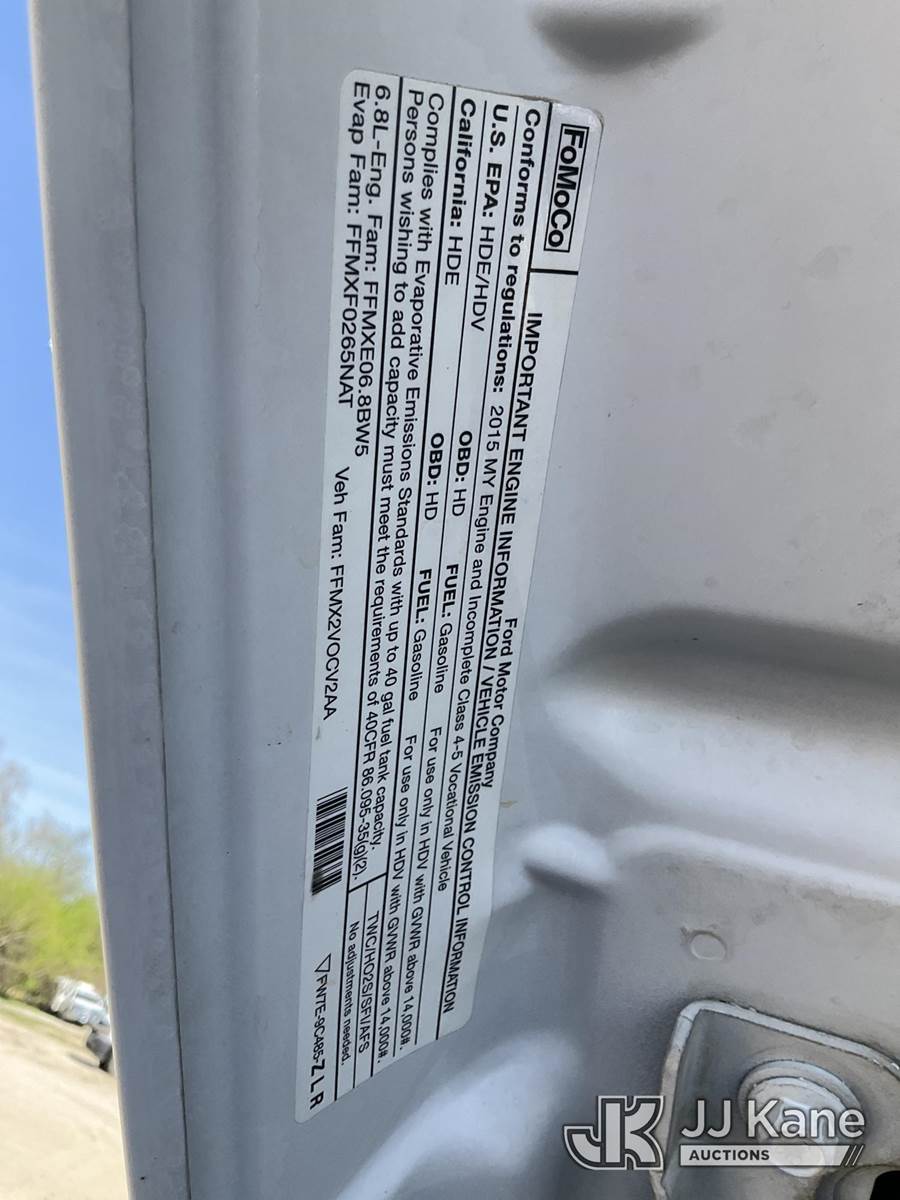 FoMoCo
Ford Motor Company
IMPORTANT ENGINE INFORMATION / VEHICLE EMISSION CONTROL INFORMATION
Conforms to regulations: 2015 MY Engine and Incomplete Class 4-5 Vocational Vehicle
U.S. EPA: HDE/HDV OBD: HD FUEL: Gasoline For use only in HDV with GVWR above 14,000#.
California: HDE OBD: HD FUEL: Gasoline For use only in HDV with GVWR above 14,000#.
Complies with Evaporative Emissions Standards with up to 40 gal fuel tank capacity.
Persons wishing to add capacity must meet the requirements of 40CFR 86.095-35(g)(2).
TWC/HO2S/SFI/AFS
6.8L-Eng. Fam: FFMXE06.8BW5
No adjustments needed.
Evap Fam: FFMXF0265NAT Veh Fam: FFMX2VOCV2AA
FW7E-9C485-Z L R
JK JJ Kane
AUCTIONS